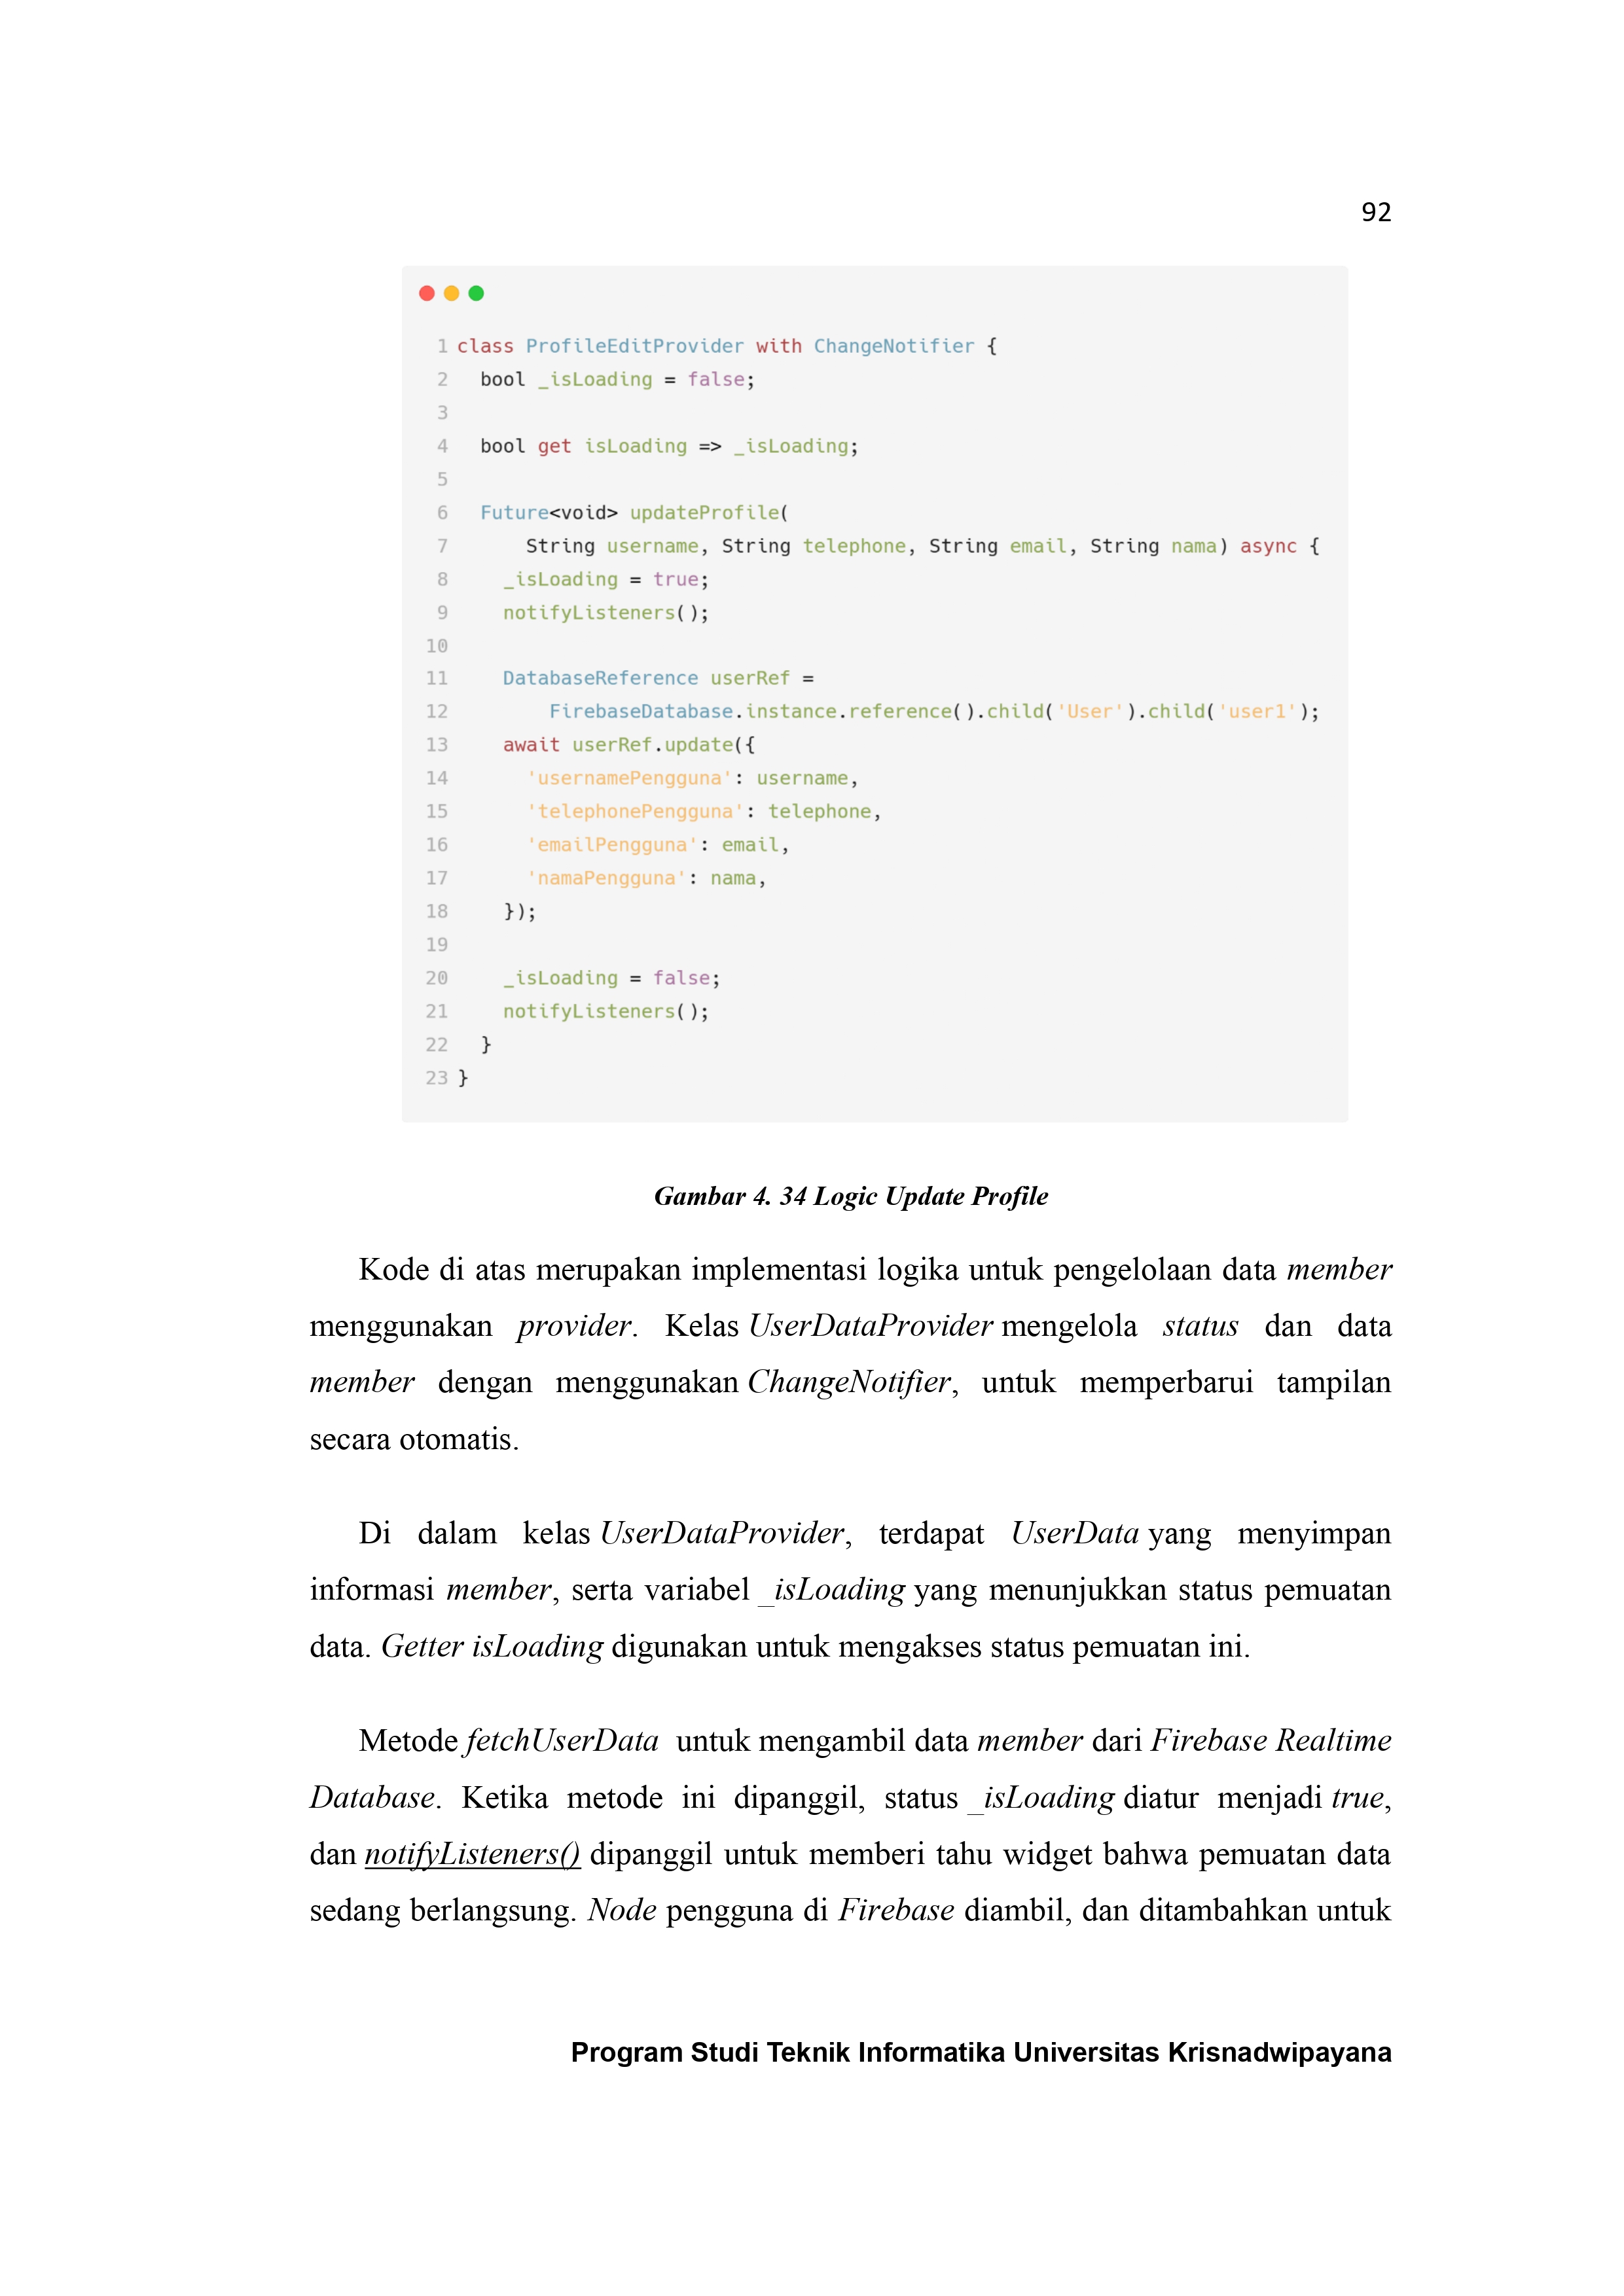 92
1 class ProfileEditProvider with ChangeNotifier {
2   bool _isLoading = false;
3
4   bool get isLoading => _isLoading;
5
6   Future<void> updateProfile(
7       String username, String telephone, String email, String nama) async {
8     _isLoading = true;
9     notifyListeners();
10
11     DatabaseReference userRef =
12         FirebaseDatabase.instance.reference().child('User').child('user1');
13     await userRef.update({
14       'usernamePengguna': username,
15       'telephonePengguna': telephone,
16       'emailPengguna': email,
17       'namaPengguna': nama,
18     });
19
20     _isLoading = false;
21     notifyListeners();
22   }
23 }
Gambar 4. 34 Logic Update Profile
Kode di atas merupakan implementasi logika untuk pengelolaan data member
menggunakan provider. Kelas UserDataProvider mengelola status dan data
member dengan menggunakan ChangeNotifier, untuk memperbarui tampilan
secara otomatis.
Di dalam kelas UserDataProvider, terdapat UserData yang menyimpan
informasi member, serta variabel _isLoading yang menunjukkan status pemuatan
data. Getter isLoading digunakan untuk mengakses status pemuatan ini.
Metode fetchUserData untuk mengambil data member dari Firebase Realtime
Database. Ketika metode ini dipanggil, status _isLoading diatur menjadi true,
dan notifyListeners() dipanggil untuk memberi tahu widget bahwa pemuatan data
sedang berlangsung. Node pengguna di Firebase diambil, dan ditambahkan untuk
Program Studi Teknik Informatika Universitas Krisnadwipayana